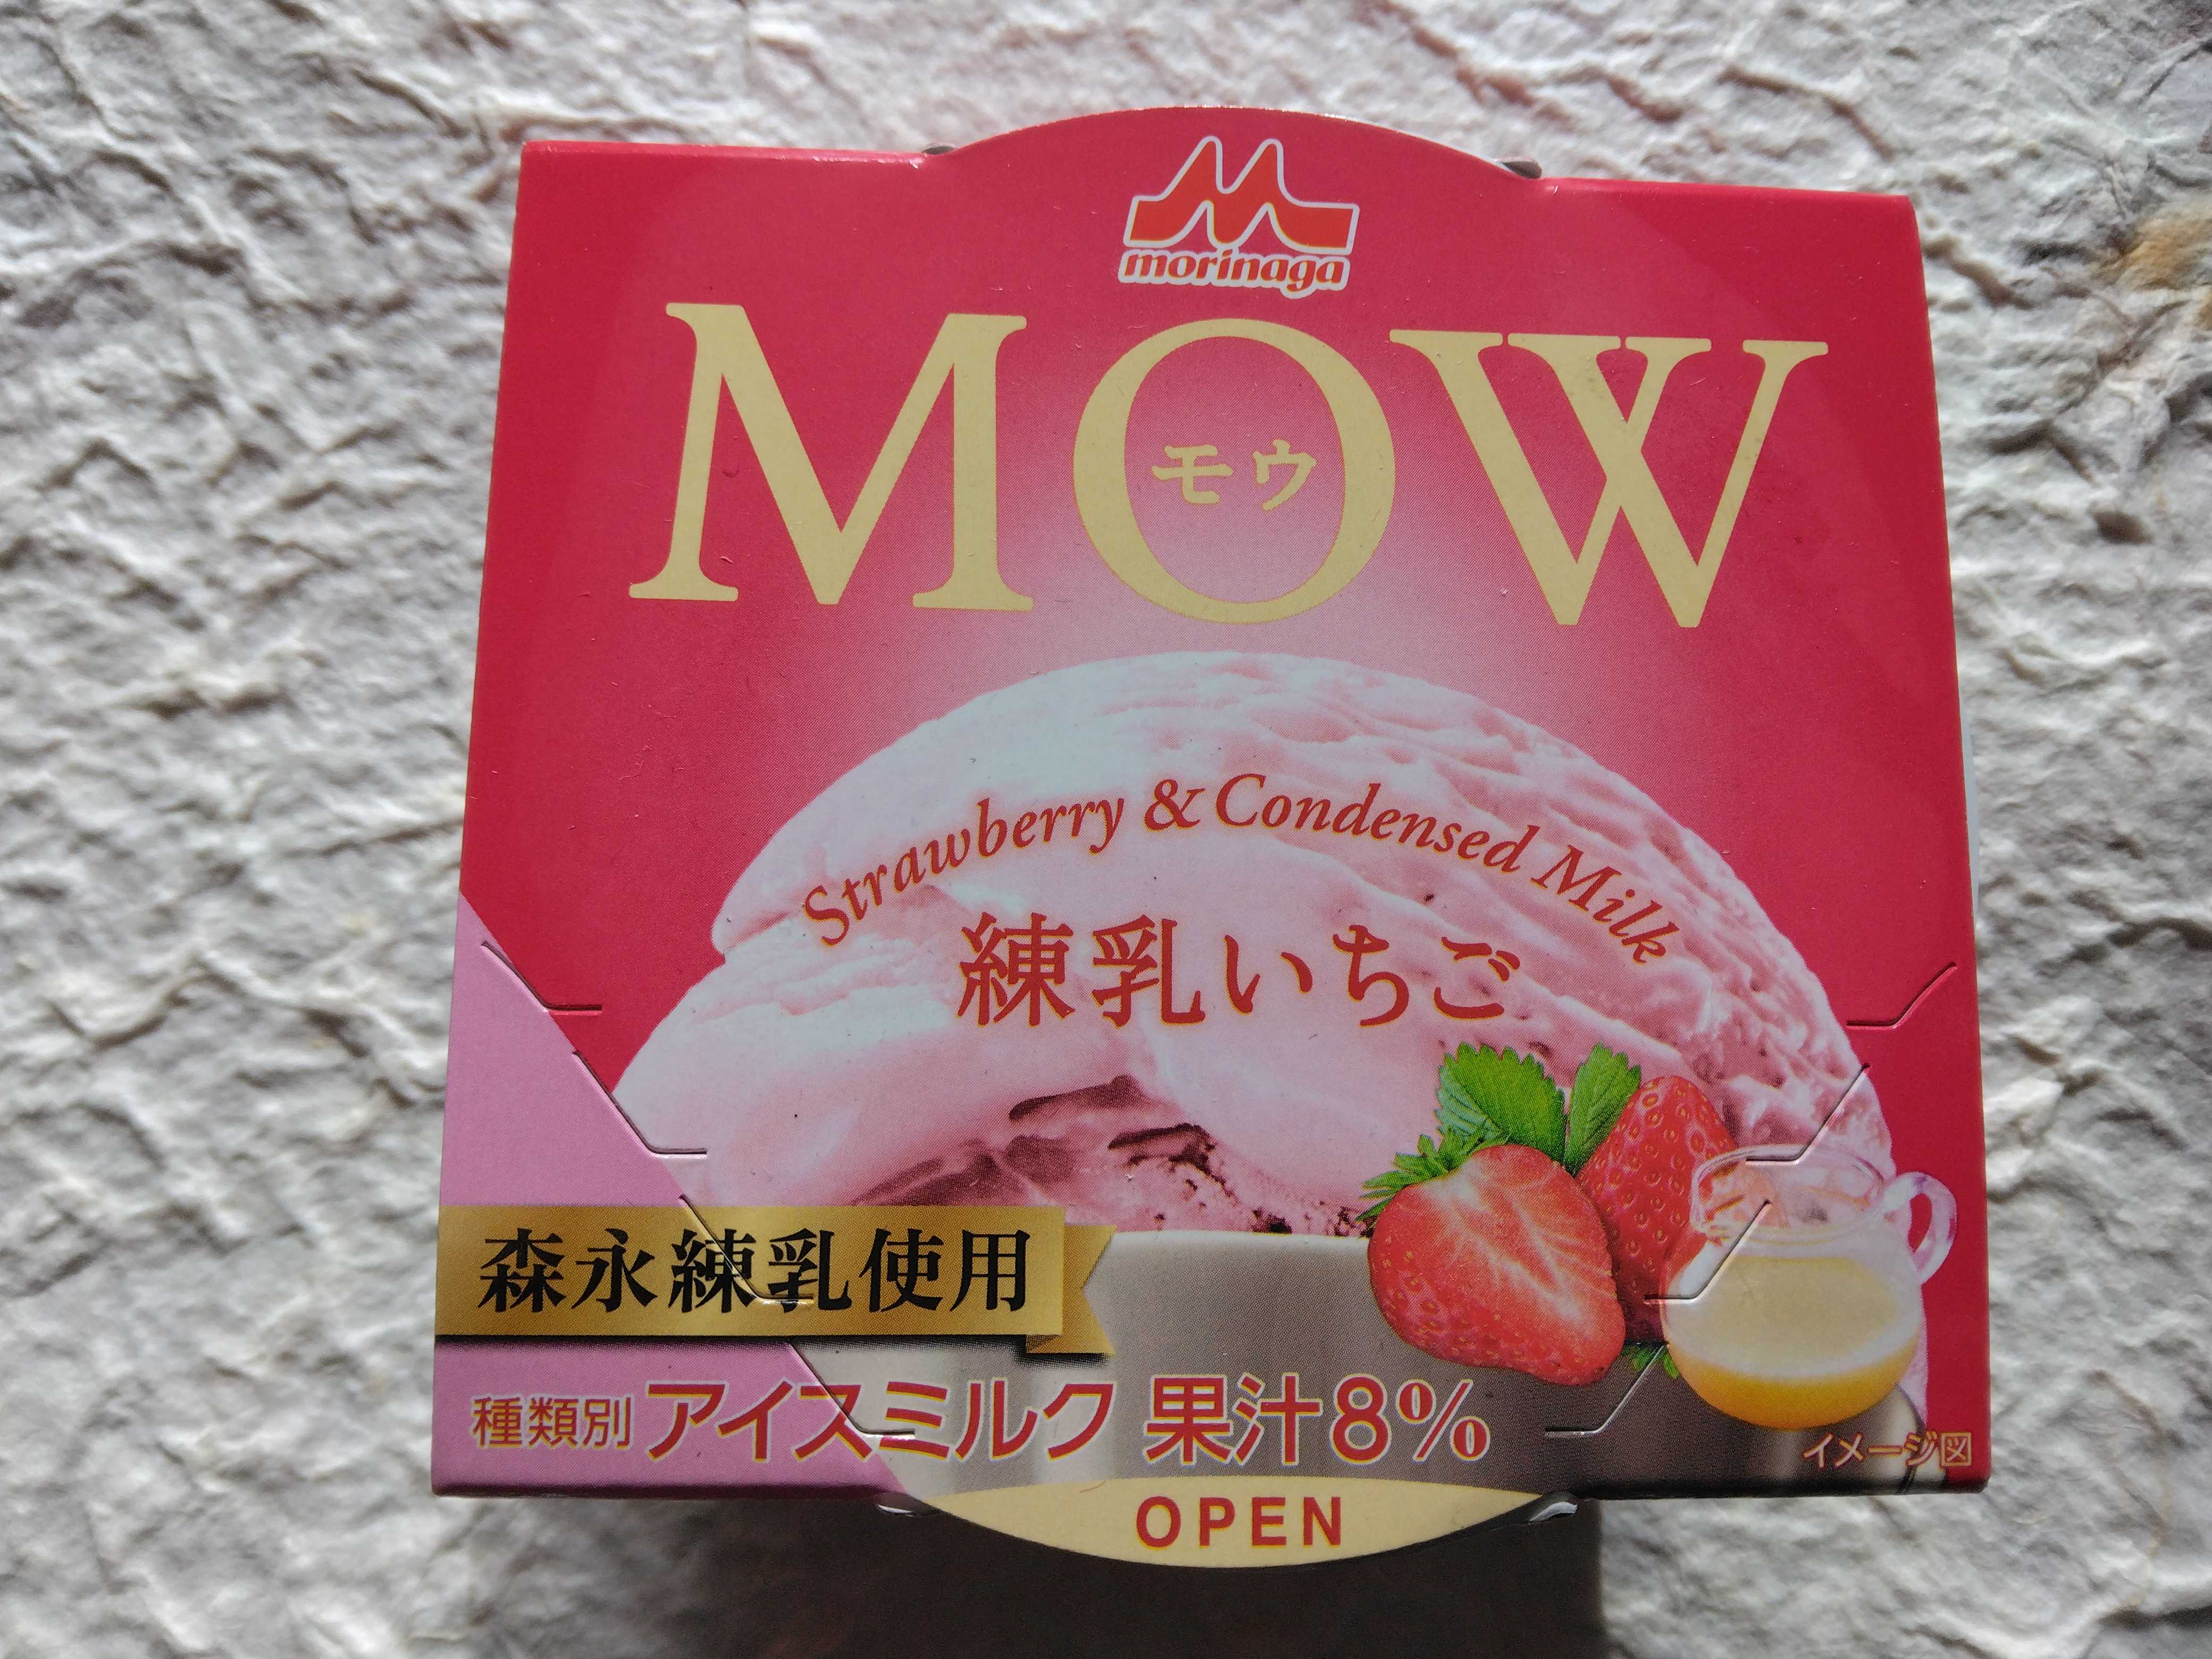 morinaga
MOW
モウ
Strawberry & Condensed Milk
練乳いちご
森永練乳使用
種類別 アイスミルク 果汁8%
イメージ図
OPEN